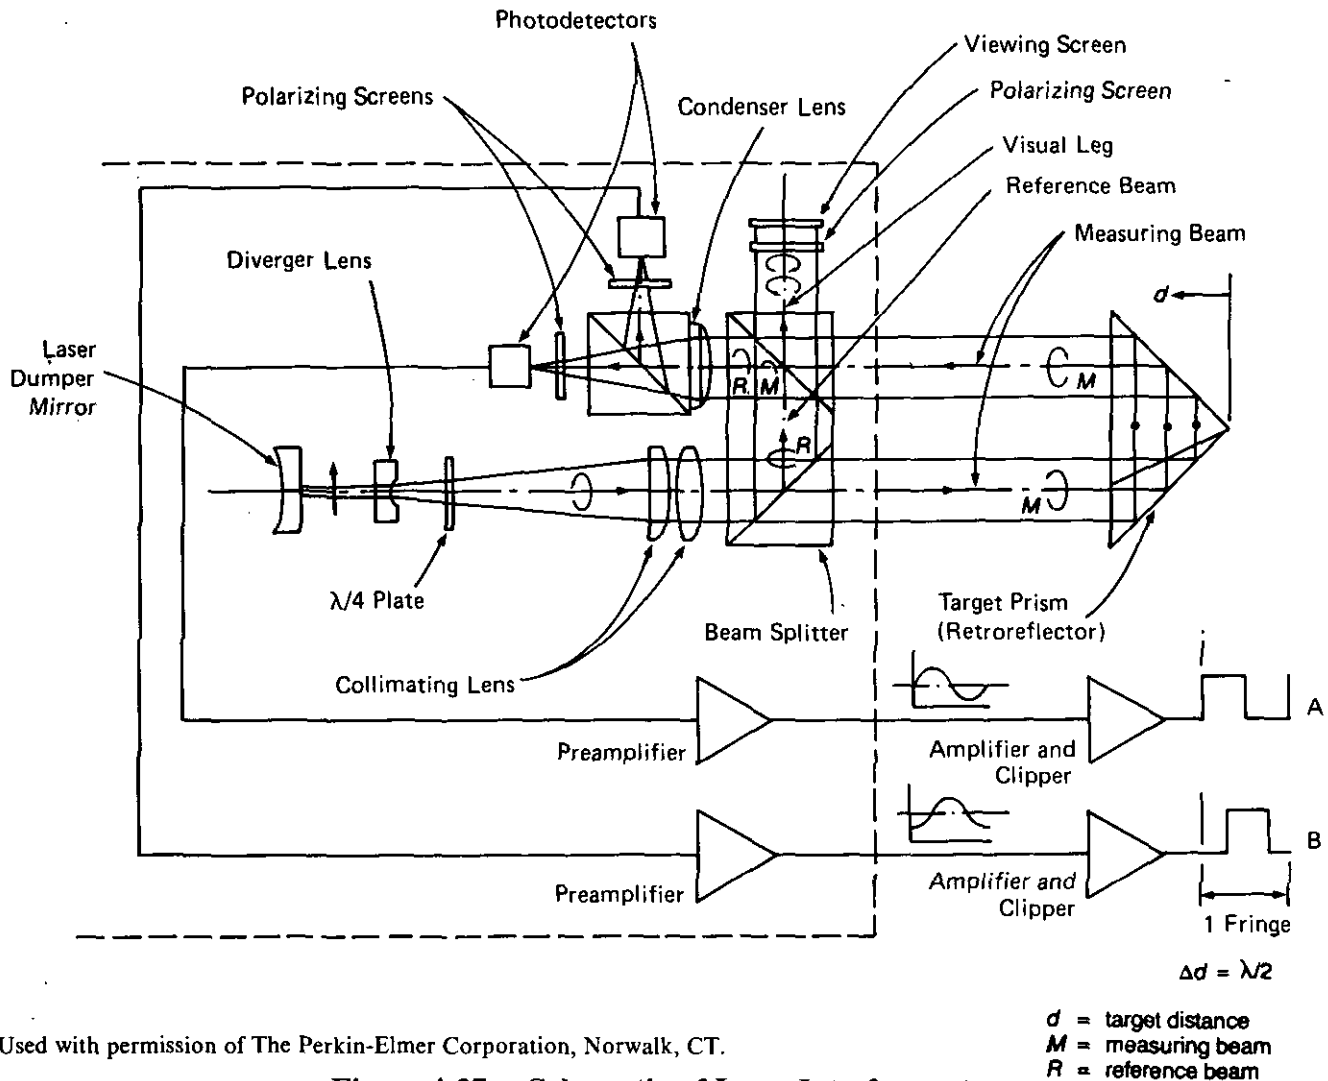 Photodetectors
Viewing Screen
Polarizing Screens
Polarizing Screen
Condenser Lens
Visual Leg
Reference Beam
Measuring Beam
Diverger Lens
d
Laser
Dumper
Mirror
R
M
M
R
M
λ/4 Plate
Target Prism
(Retroreflector)
Beam Splitter
Collimating Lens
A
Preamplifier
Amplifier and
Clipper
B
Preamplifier
Amplifier and
Clipper
1 Fringe
Δd = λ/2
d = target distance
M = measuring beam
R = reference beam
Used with permission of The Perkin-Elmer Corporation, Norwalk, CT.